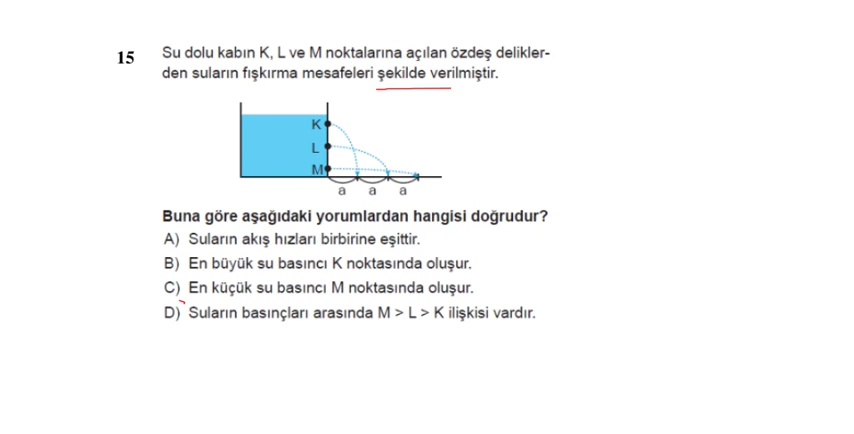 15
Su dolu kabın K, L ve M noktalarına açılan özdeş delikler-
den suların fışkırma mesafeleri şekilde verilmiştir.
K
L
M
a a a
Buna göre aşağıdaki yorumlardan hangisi doğrudur?
A) Suların akış hızları birbirine eşittir.
B) En büyük su basıncı K noktasında oluşur.
C) En küçük su basıncı M noktasında oluşur.
D) Suların basınçları arasında M > L > K ilişkisi vardır.